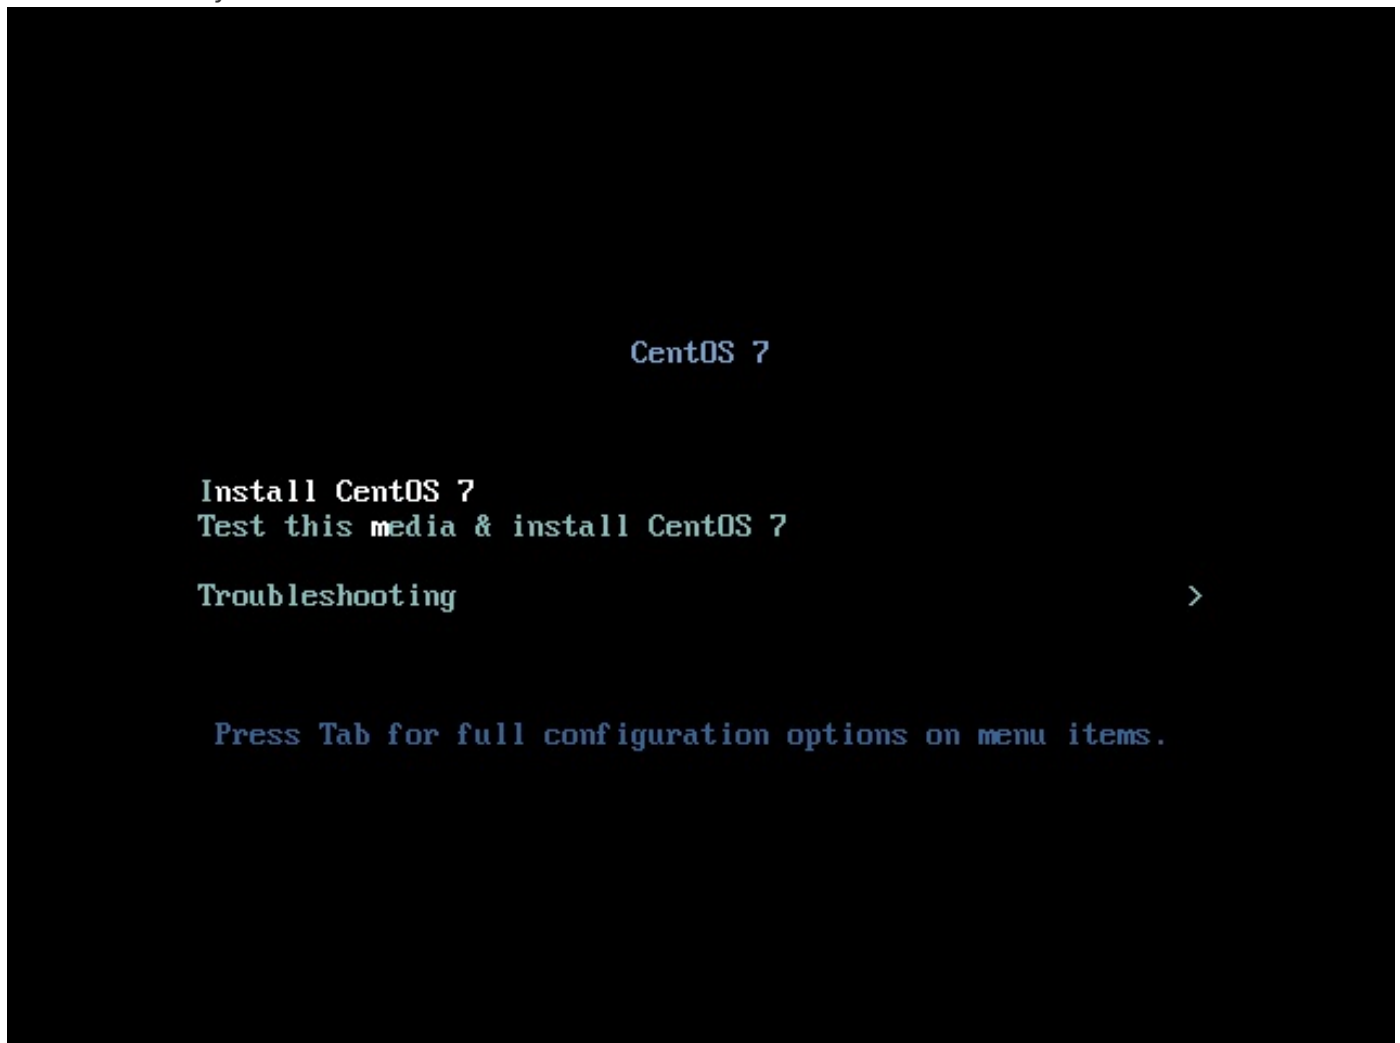 CentOS 7
Install CentOS 7
Test this media & install CentOS 7
Troubleshooting >
Press Tab for full configuration options on menu items.